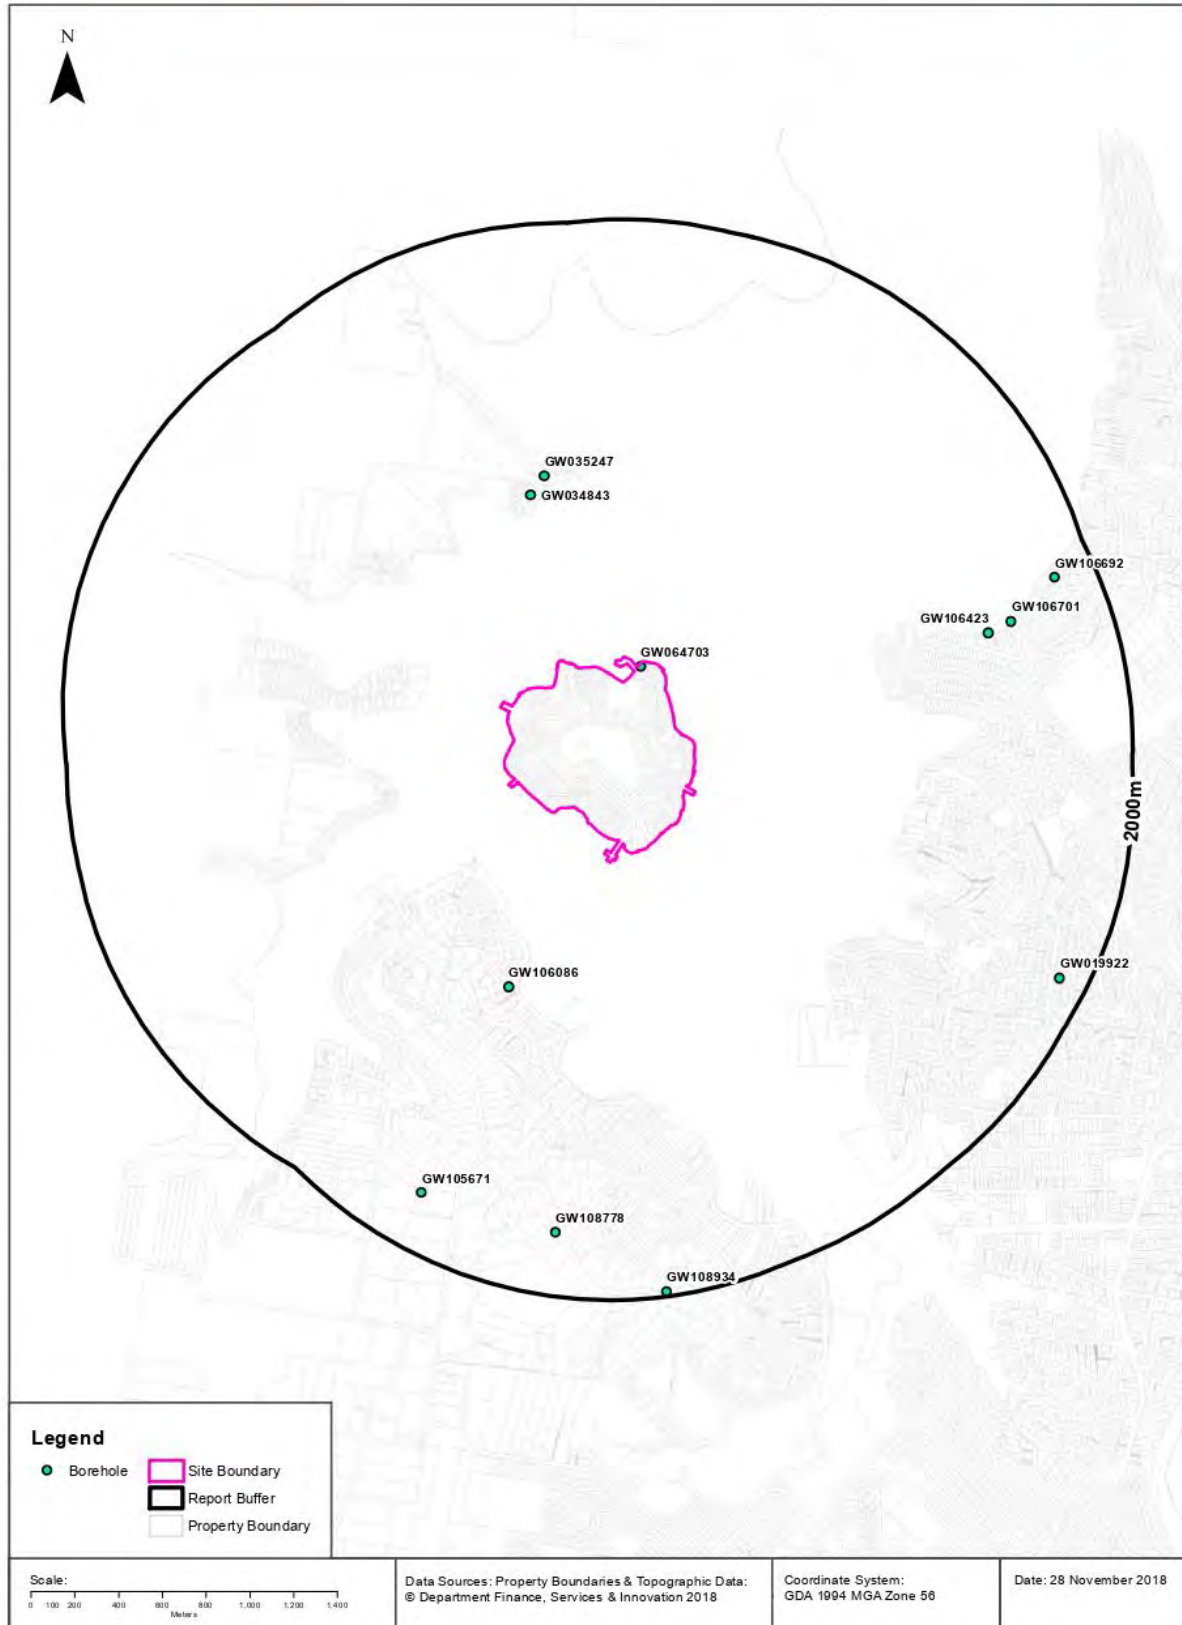 N
GW035247
GW034843
GW106692
GW106701
GW106423
GW064703
2000m
GW019922
GW106086
GW105671
GW108778
GW108934
Legend
Borehole
Site Boundary
Report Buffer
Property Boundary
Scale:
0 100 200 400 600 800 1,000 1,200 1,400
Meters
Data Sources: Property Boundaries & Topographic Data:
© Department Finance, Services & Innovation 2018
Coordinate System:
GDA 1994 MGA Zone 56
Date: 28 November 2018